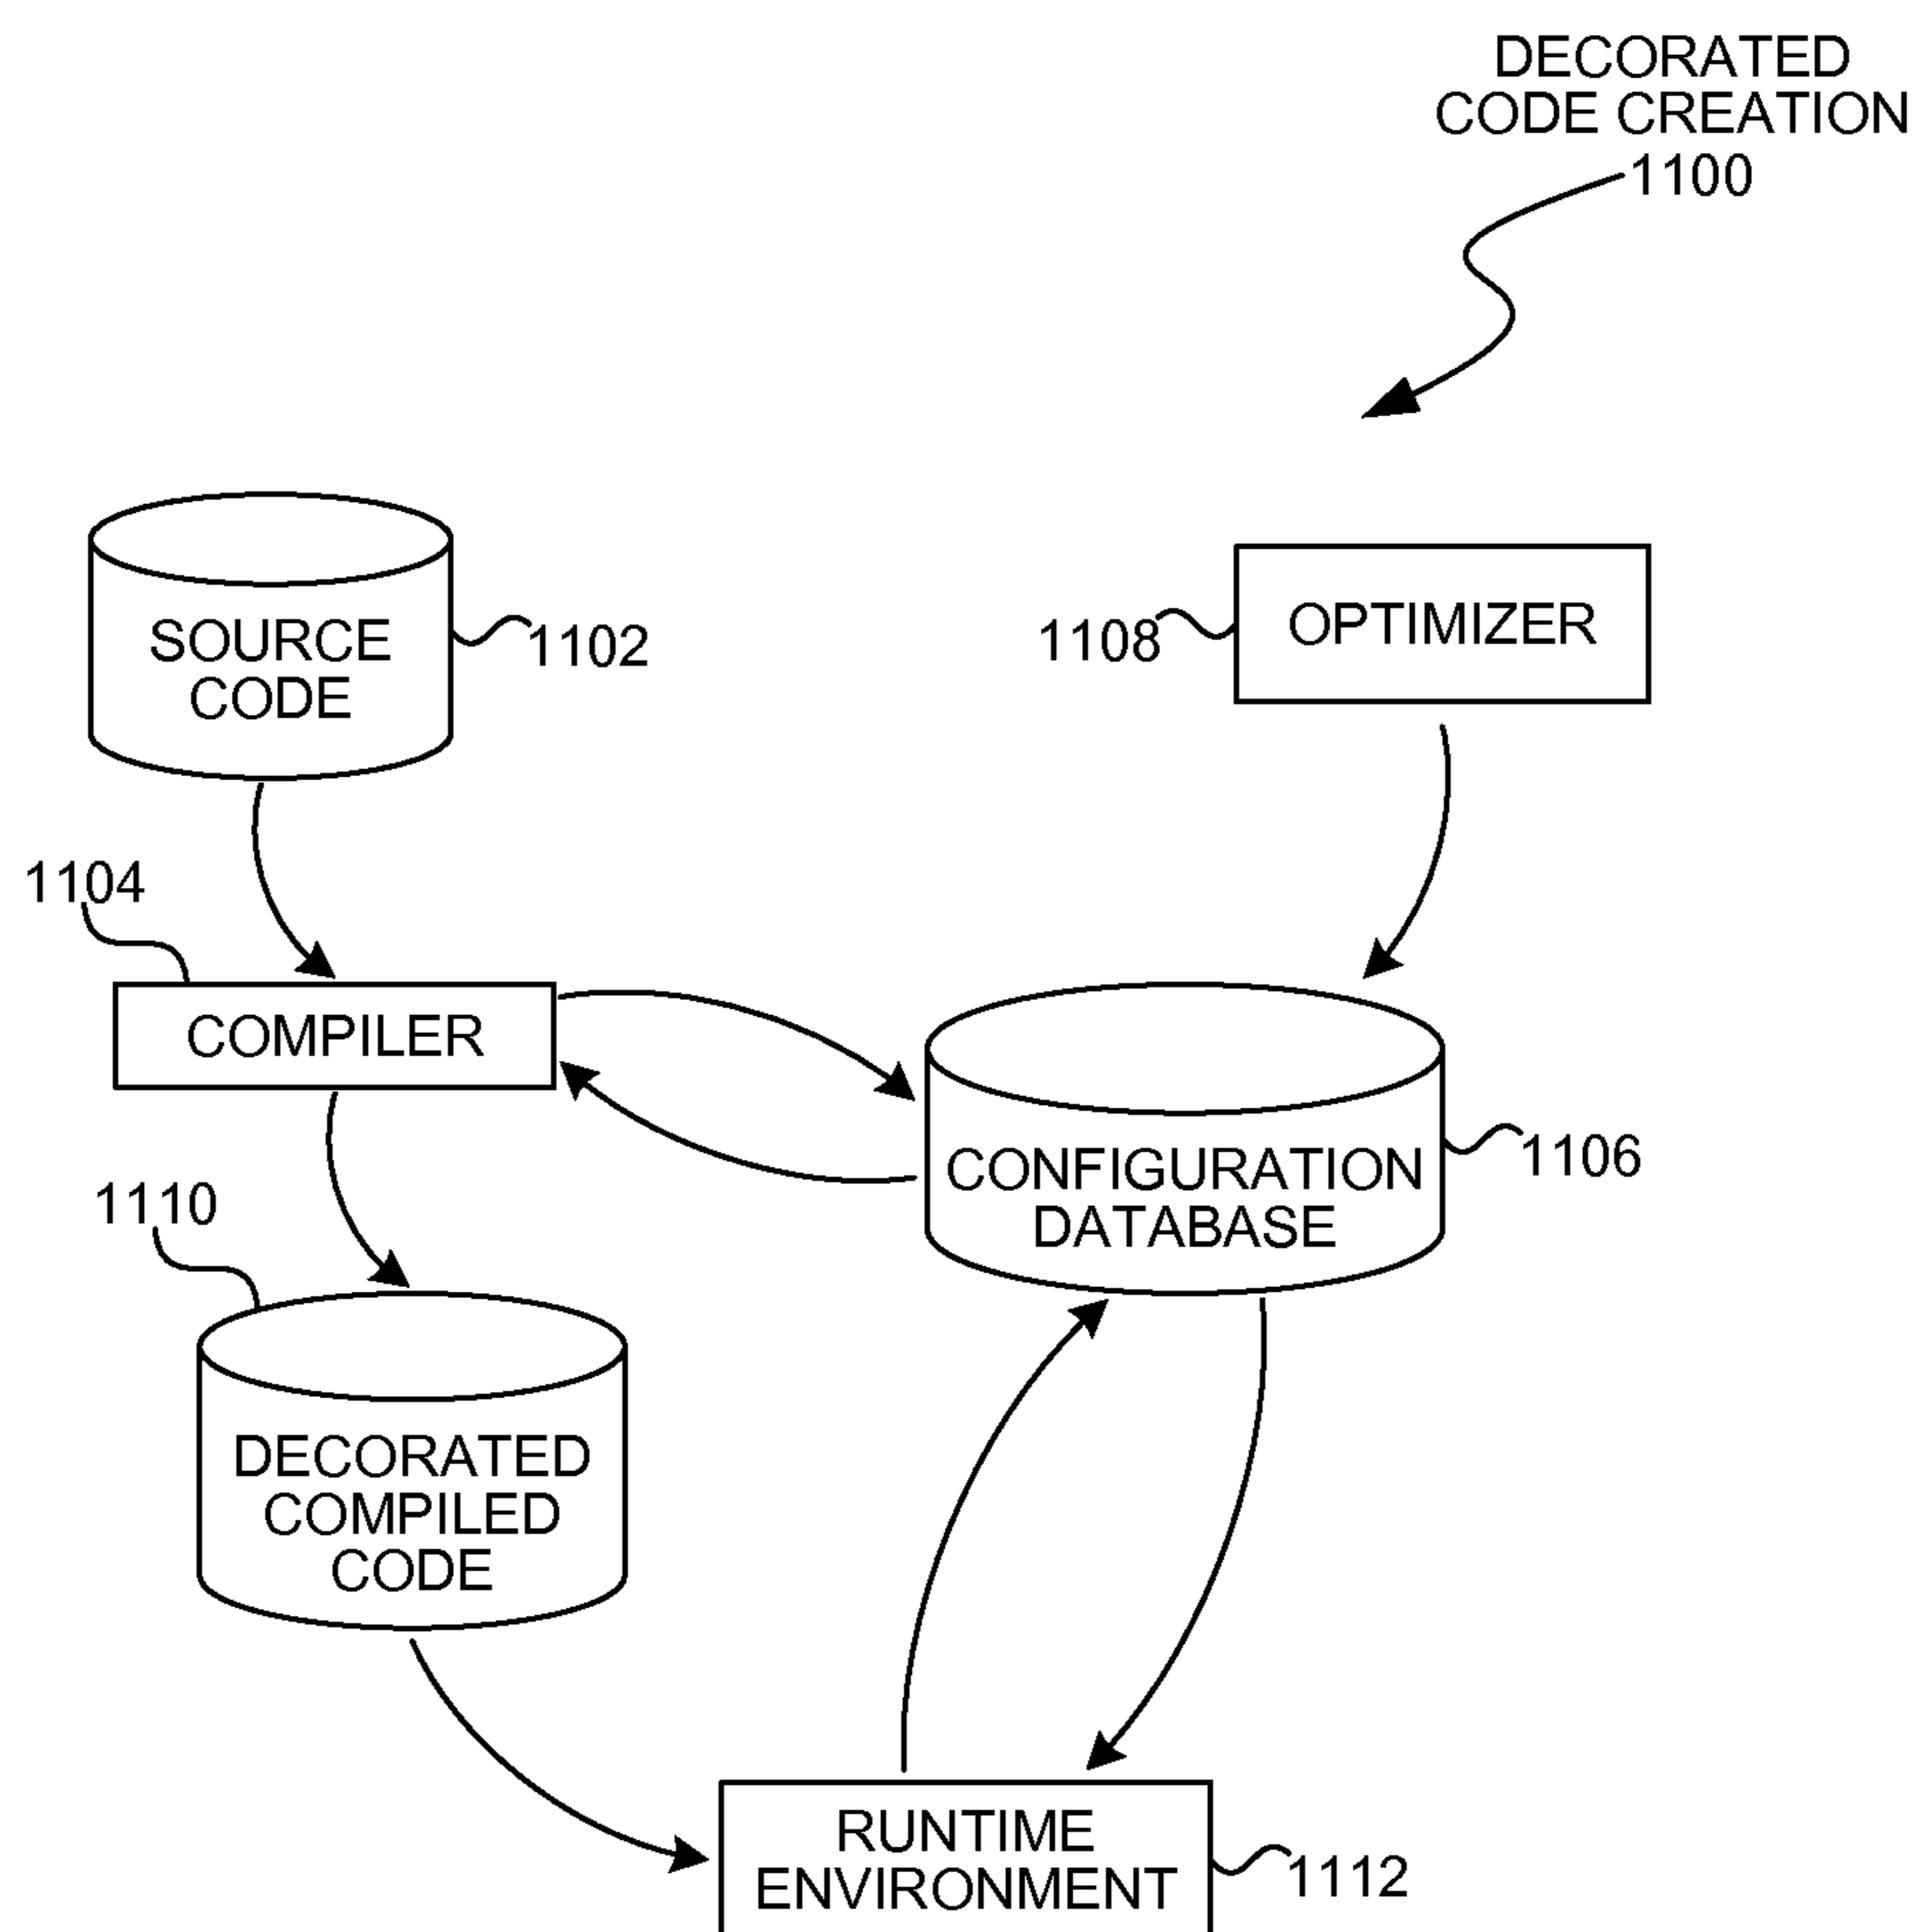 DECORATED
CODE CREATION
1100
SOURCE
CODE
1102
1108
OPTIMIZER
1104
COMPILER
CONFIGURATION
DATABASE
1106
1110
DECORATED
COMPILED
CODE
RUNTIME
ENVIRONMENT
1112